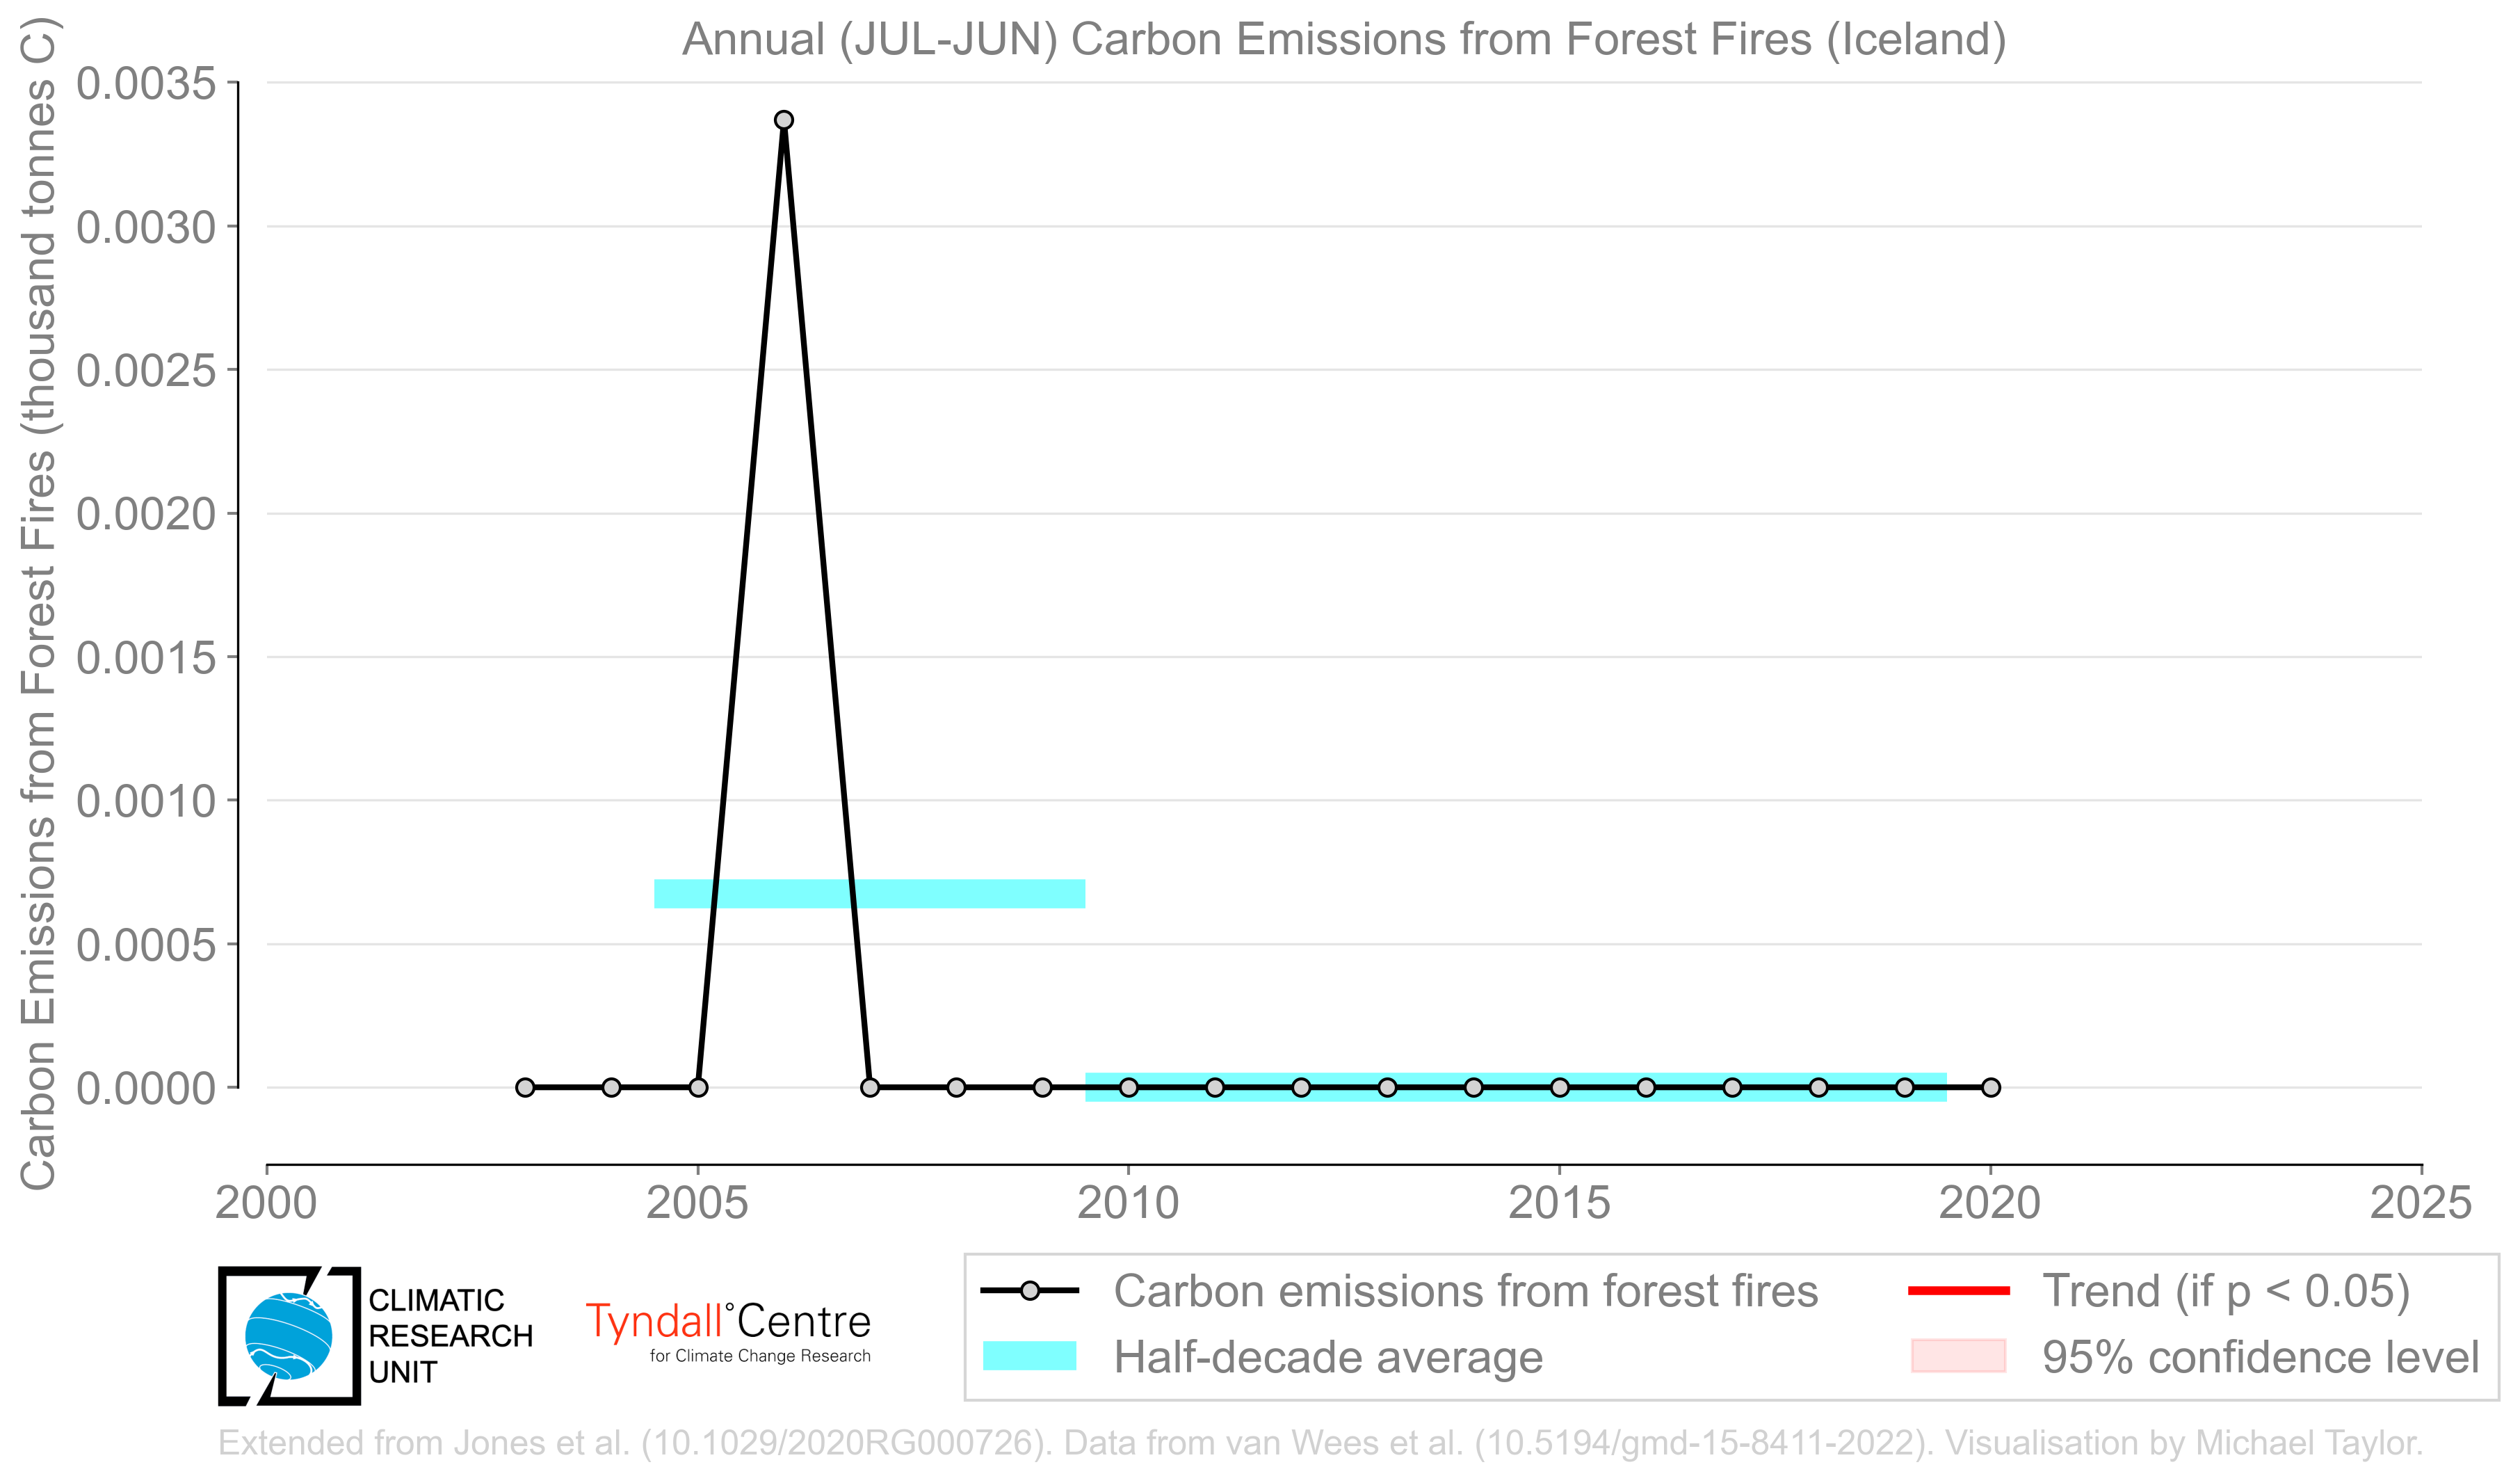 Annual (JUL-JUN) Carbon Emissions from Forest Fires (Iceland)
Carbon Emissions from Forest Fires (thousand tonnes C)
0.0035
0.0030
0.0025
0.0020
0.0015
0.0010
0.0005
0.0000
2000 2005 2010 2015 2020 2025
CLIMATIC
RESEARCH
UNIT
Tyndall°Centre
for Climate Change Research
Carbon emissions from forest fires
Half-decade average
Trend (if p < 0.05)
95% confidence level
Extended from Jones et al. (10.1029/2020RG000726). Data from van Wees et al. (10.5194/gmd-15-8411-2022). Visualisation by Michael Taylor.